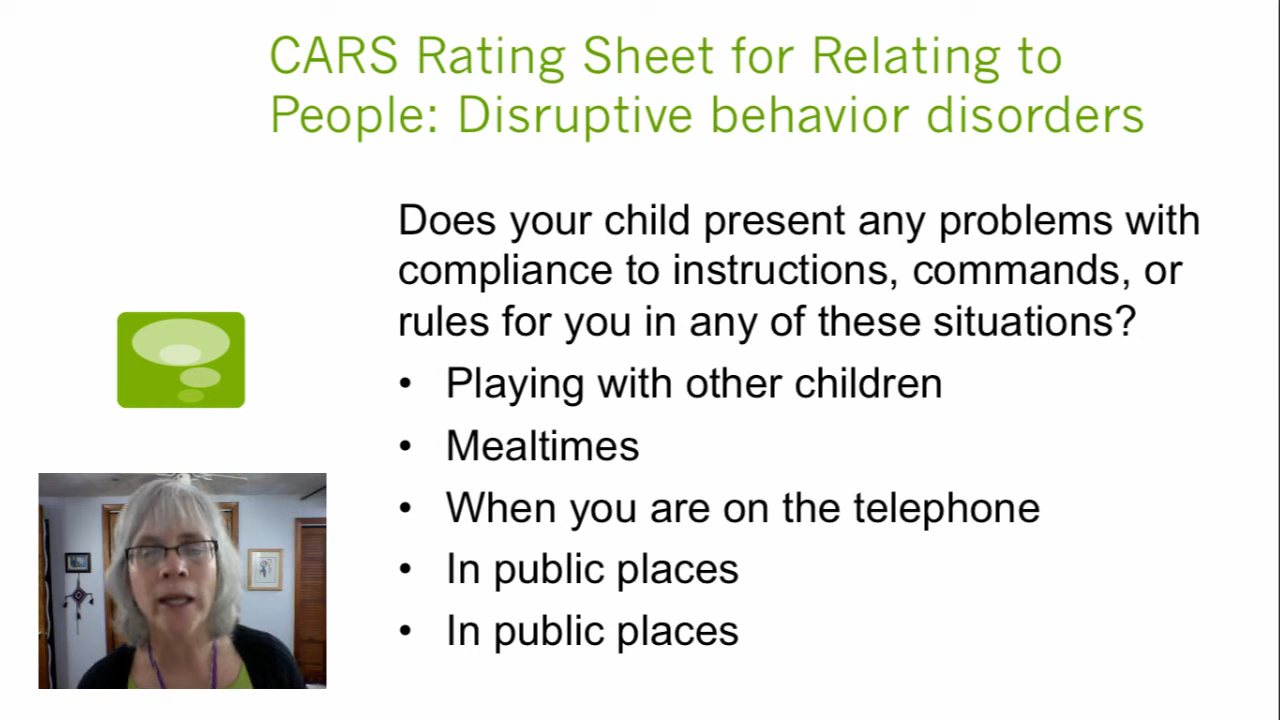 CARS Rating Sheet for Relating to
People: Disruptive behavior disorders
Does your child present any problems with
compliance to instructions, commands, or
rules for you in any of these situations?
• Playing with other children
• Mealtimes
• When you are on the telephone
• In public places
• In public places